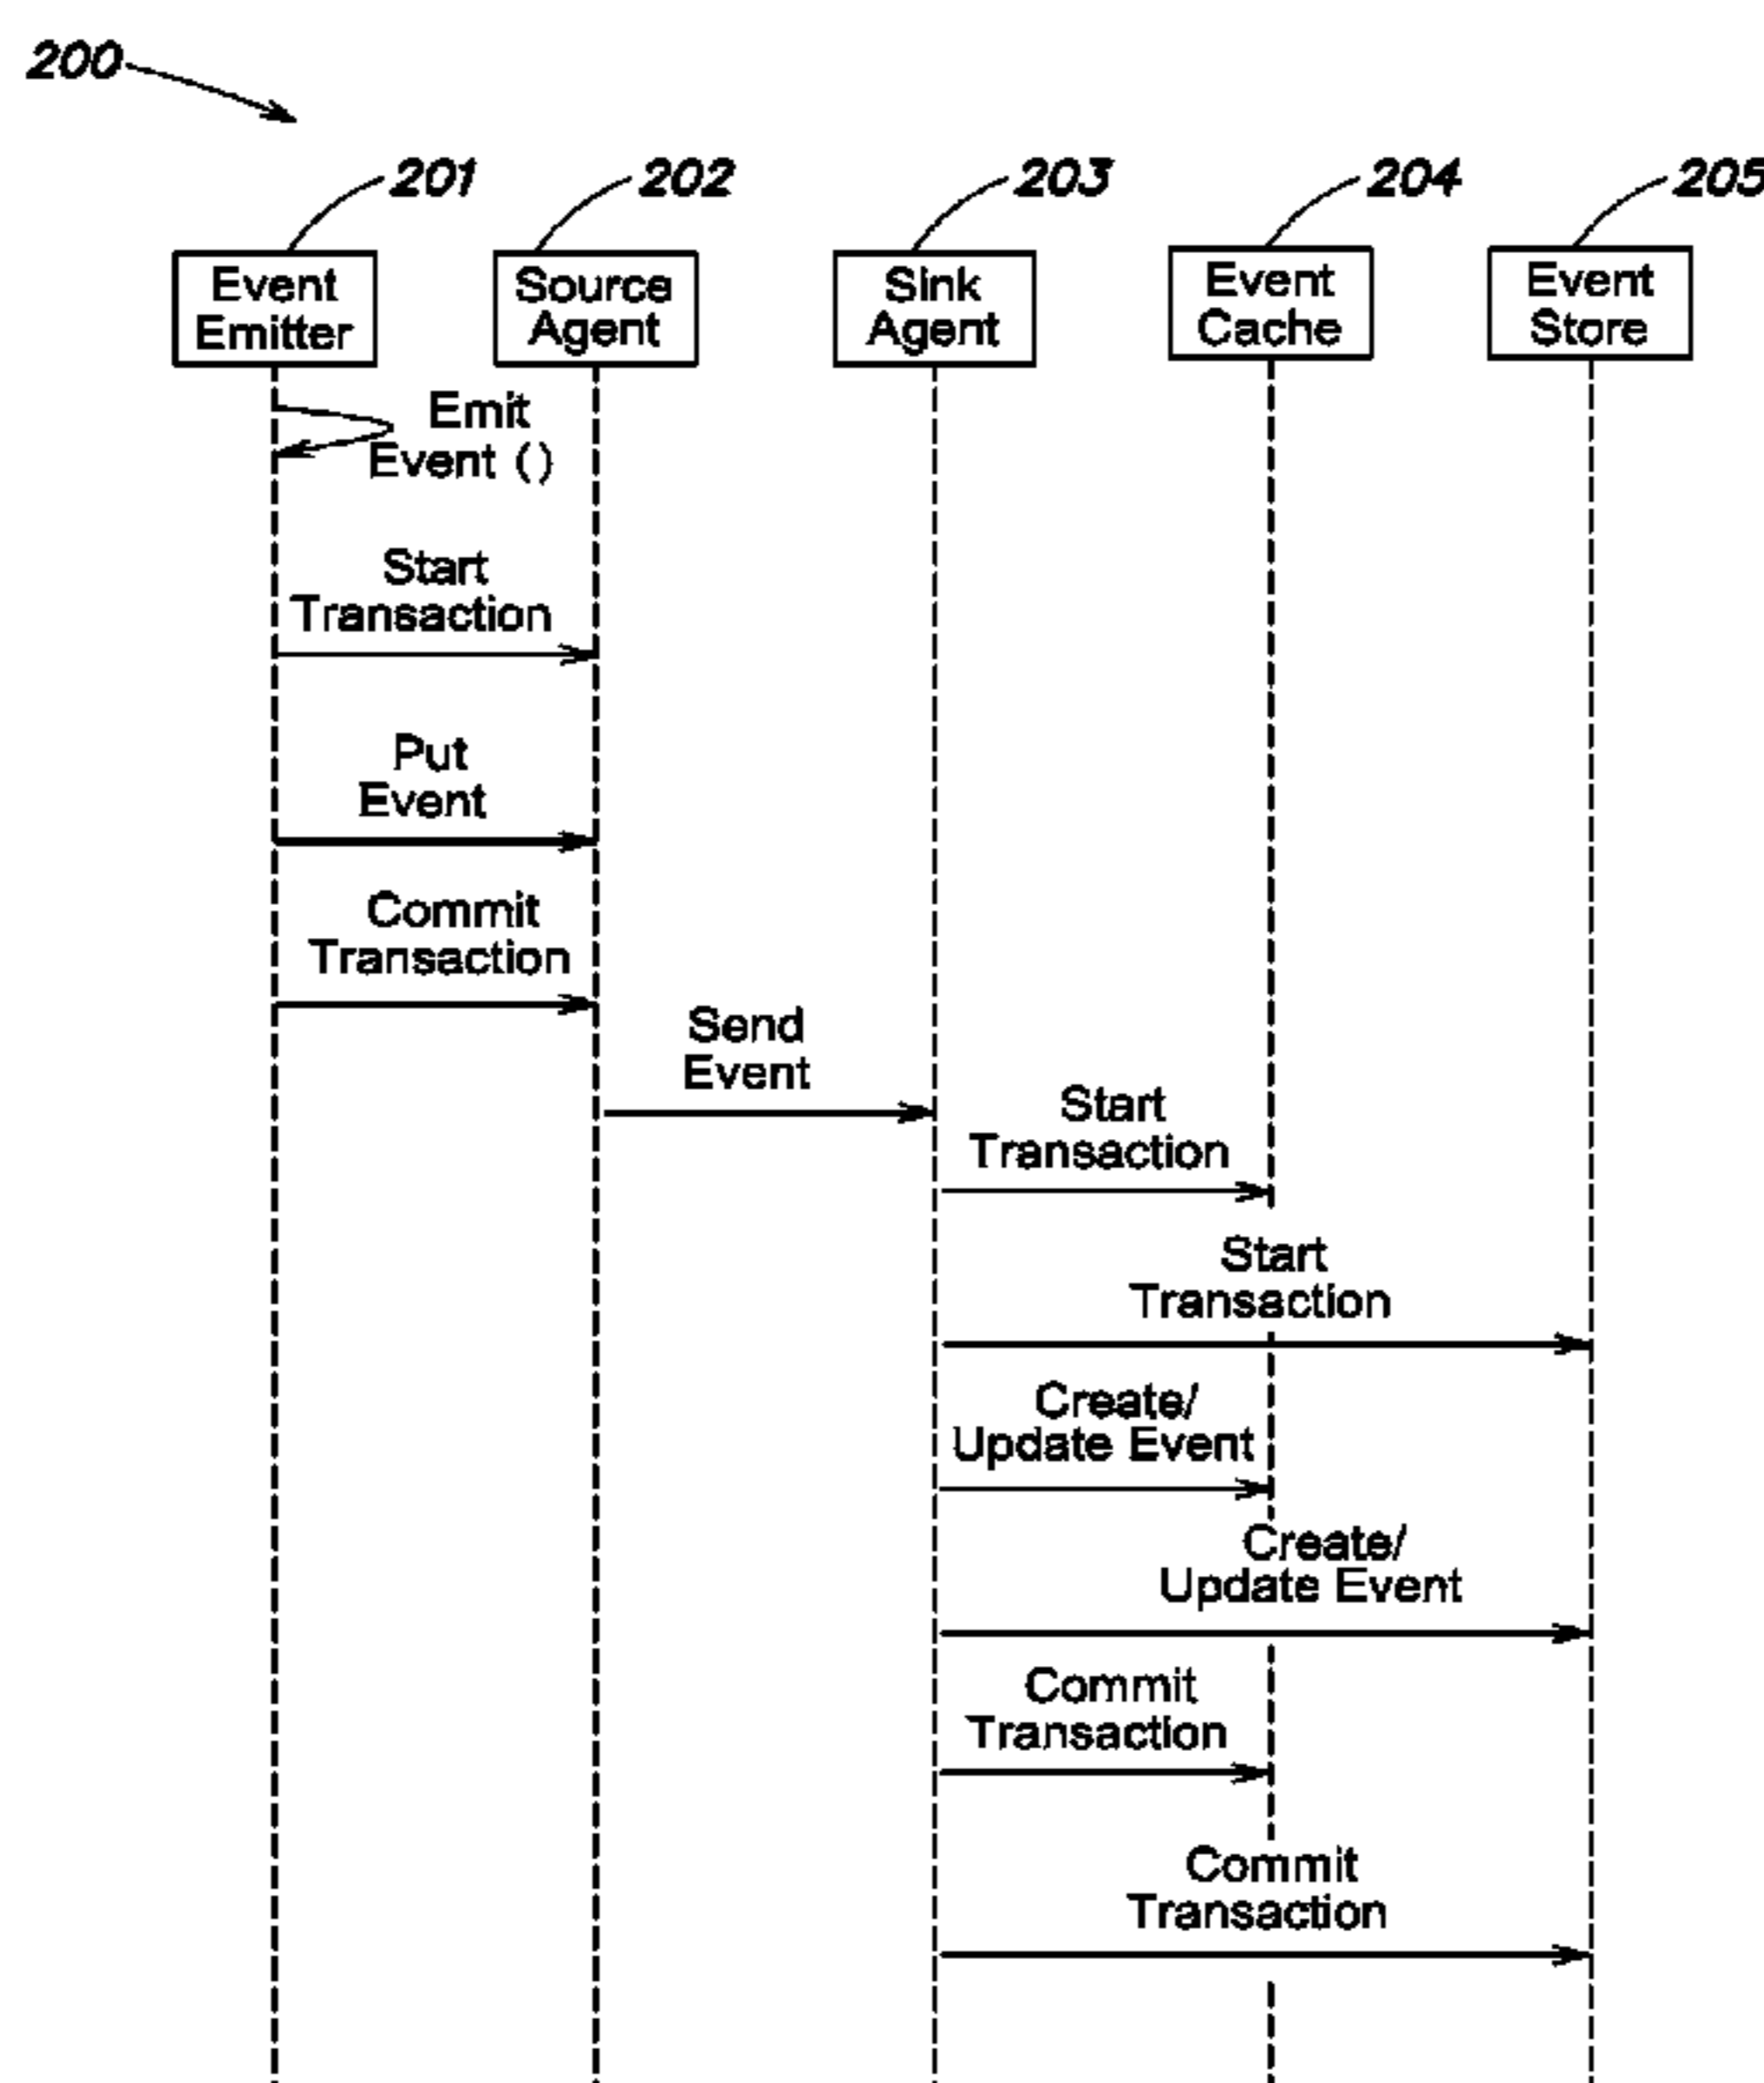 200
201
202
203
204
205
Event
Emitter
Source
Agent
Sink
Agent
Event
Cache
Event
Store
Emit
Event ()
Start
Transaction
Put
Event
Commit
Transaction
Send
Event
Start
Transaction
Start
Transaction
Create/
Update Event
Create/
Update Event
Commit
Transaction
Commit
Transaction